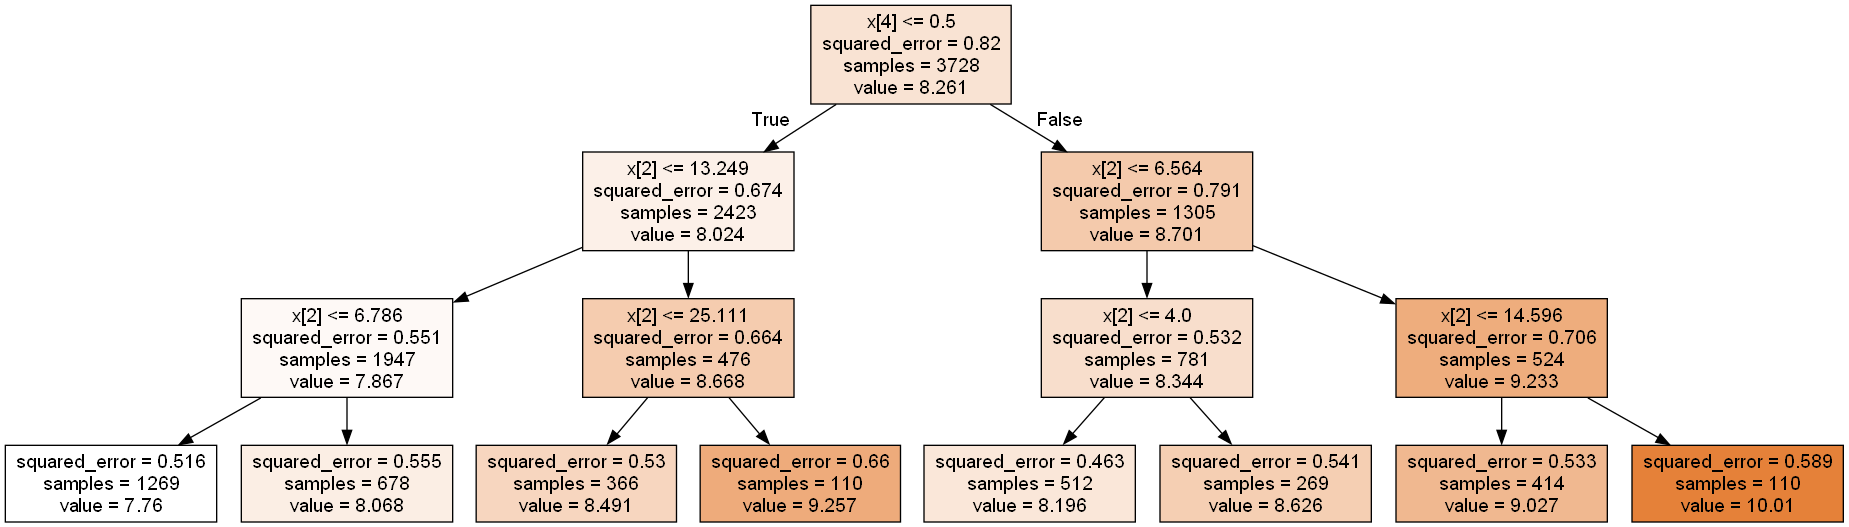 x[4] <= 0.5
squared_error = 0.82
samples = 3728
value = 8.261
True
False
x[2] <= 13.249
squared_error = 0.674
samples = 2423
value = 8.024
x[2] <= 6.564
squared_error = 0.791
samples = 1305
value = 8.701
x[2] <= 6.786
squared_error = 0.551
samples = 1947
value = 7.867
x[2] <= 25.111
squared_error = 0.664
samples = 476
value = 8.668
x[2] <= 4.0
squared_error = 0.532
samples = 781
value = 8.344
x[2] <= 14.596
squared_error = 0.706
samples = 524
value = 9.233
squared_error = 0.516
samples = 1269
value = 7.76
squared_error = 0.555
samples = 678
value = 8.068
squared_error = 0.53
samples = 366
value = 8.491
squared_error = 0.66
samples = 110
value = 9.257
squared_error = 0.463
samples = 512
value = 8.196
squared_error = 0.541
samples = 269
value = 8.626
squared_error = 0.533
samples = 414
value = 9.027
squared_error = 0.589
samples = 110
value = 10.01